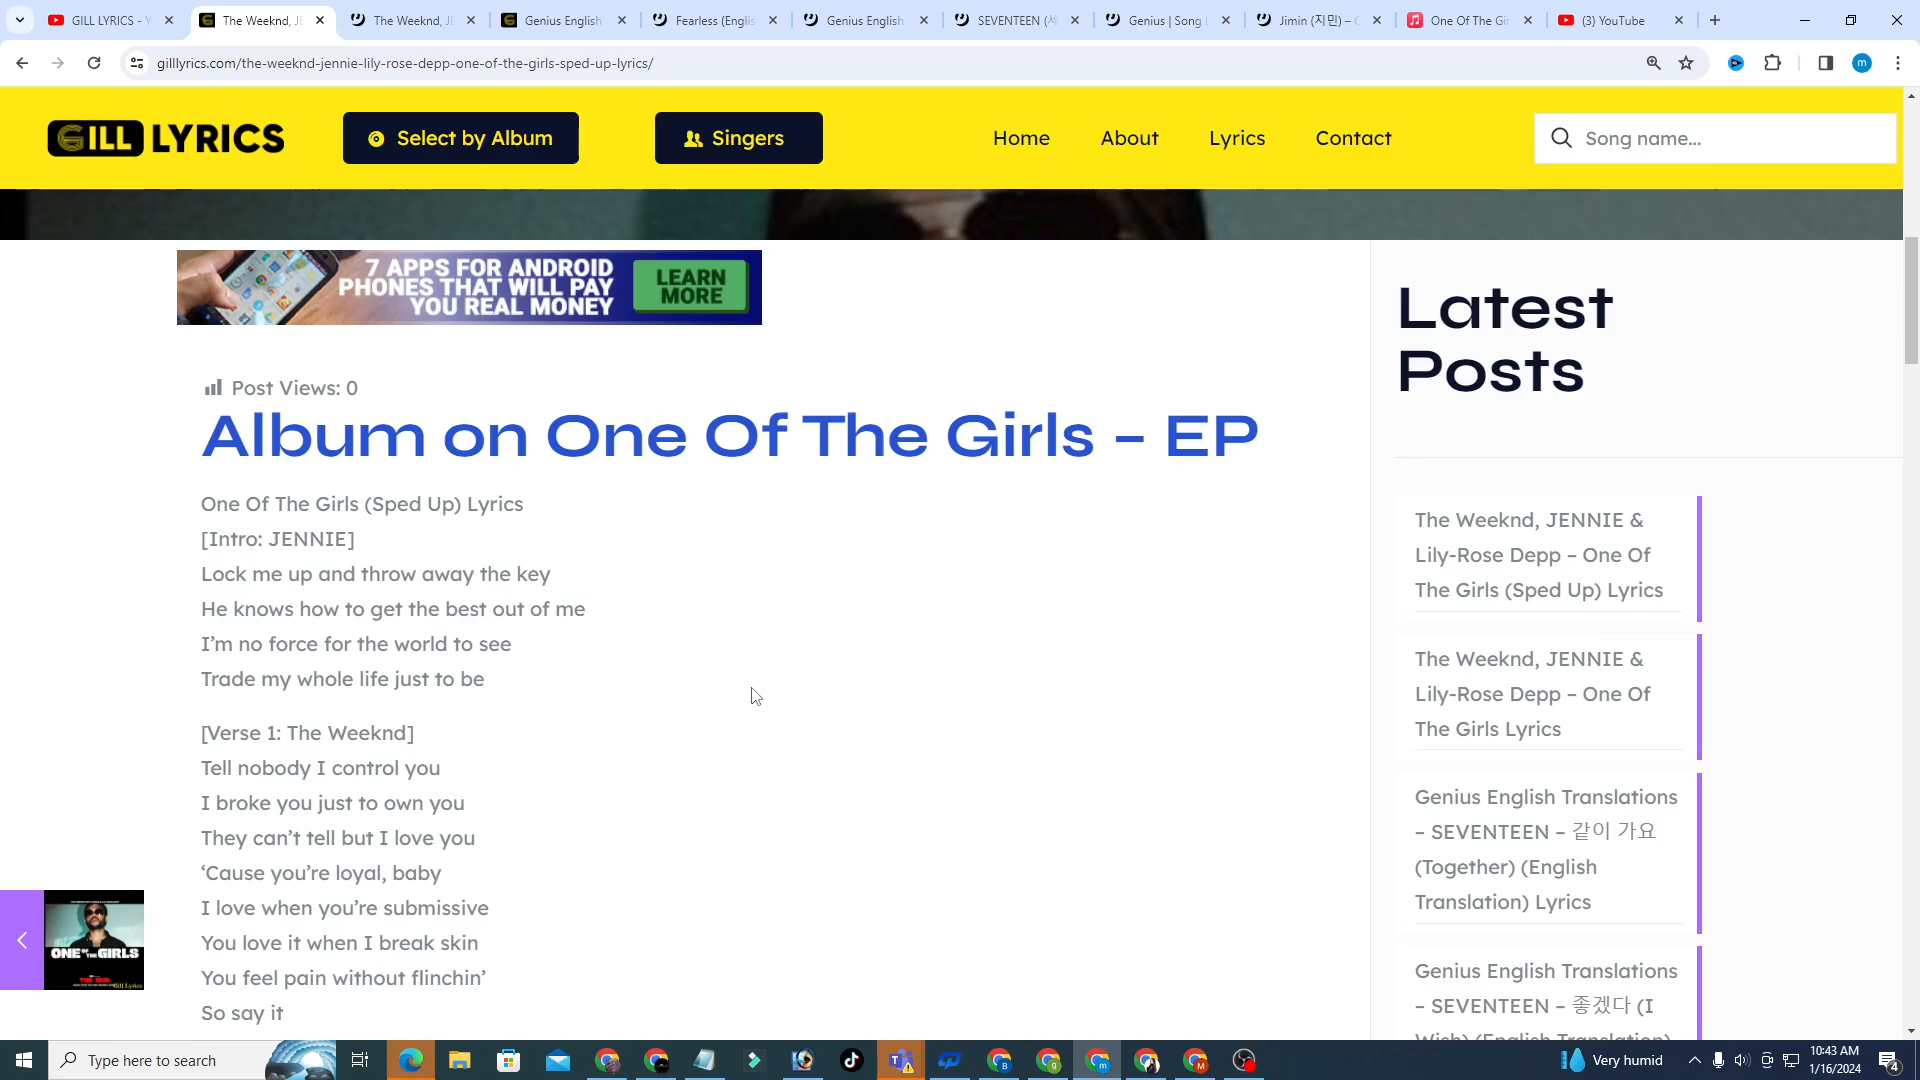 GILL LYRICS - Y
The Weeknd, JE
The Weeknd, JE
Genius English
Fearless (Englis
Genius English
SEVENTEEN (세
Genius | Song L
Jimin (지민) – C
One Of The Gir
(3) YouTube
gilllyrics.com/the-weeknd-jennie-lily-rose-depp-one-of-the-girls-sped-up-lyrics/
m
GILL LYRICS
Select by Album
Singers
Home
About
Lyrics
Contact
Song name...
7 APPS FOR ANDROID
PHONES THAT WILL PAY
YOU REAL MONEY
LEARN
MORE
Post Views: 0
Album on One Of The Girls – EP
One Of The Girls (Sped Up) Lyrics
[Intro: JENNIE]
Lock me up and throw away the key
He knows how to get the best out of me
I’m no force for the world to see
Trade my whole life just to be
[Verse 1: The Weeknd]
Tell nobody I control you
I broke you just to own you
They can’t tell but I love you
‘Cause you’re loyal, baby
I love when you’re submissive
You love it when I break skin
You feel pain without flinchin’
So say it
Latest
Posts
The Weeknd, JENNIE &
Lily-Rose Depp – One Of
The Girls (Sped Up) Lyrics
The Weeknd, JENNIE &
Lily-Rose Depp – One Of
The Girls Lyrics
Genius English Translations
– SEVENTEEN – 같이 가요
(Together) (English
Translation) Lyrics
Genius English Translations
– SEVENTEEN – 좋겠다 (I
Wish) (English Translation)
ONE OF THE GIRLS
Gill Lyrics
Type here to search
Very humid
10:43 AM
1/16/2024
4